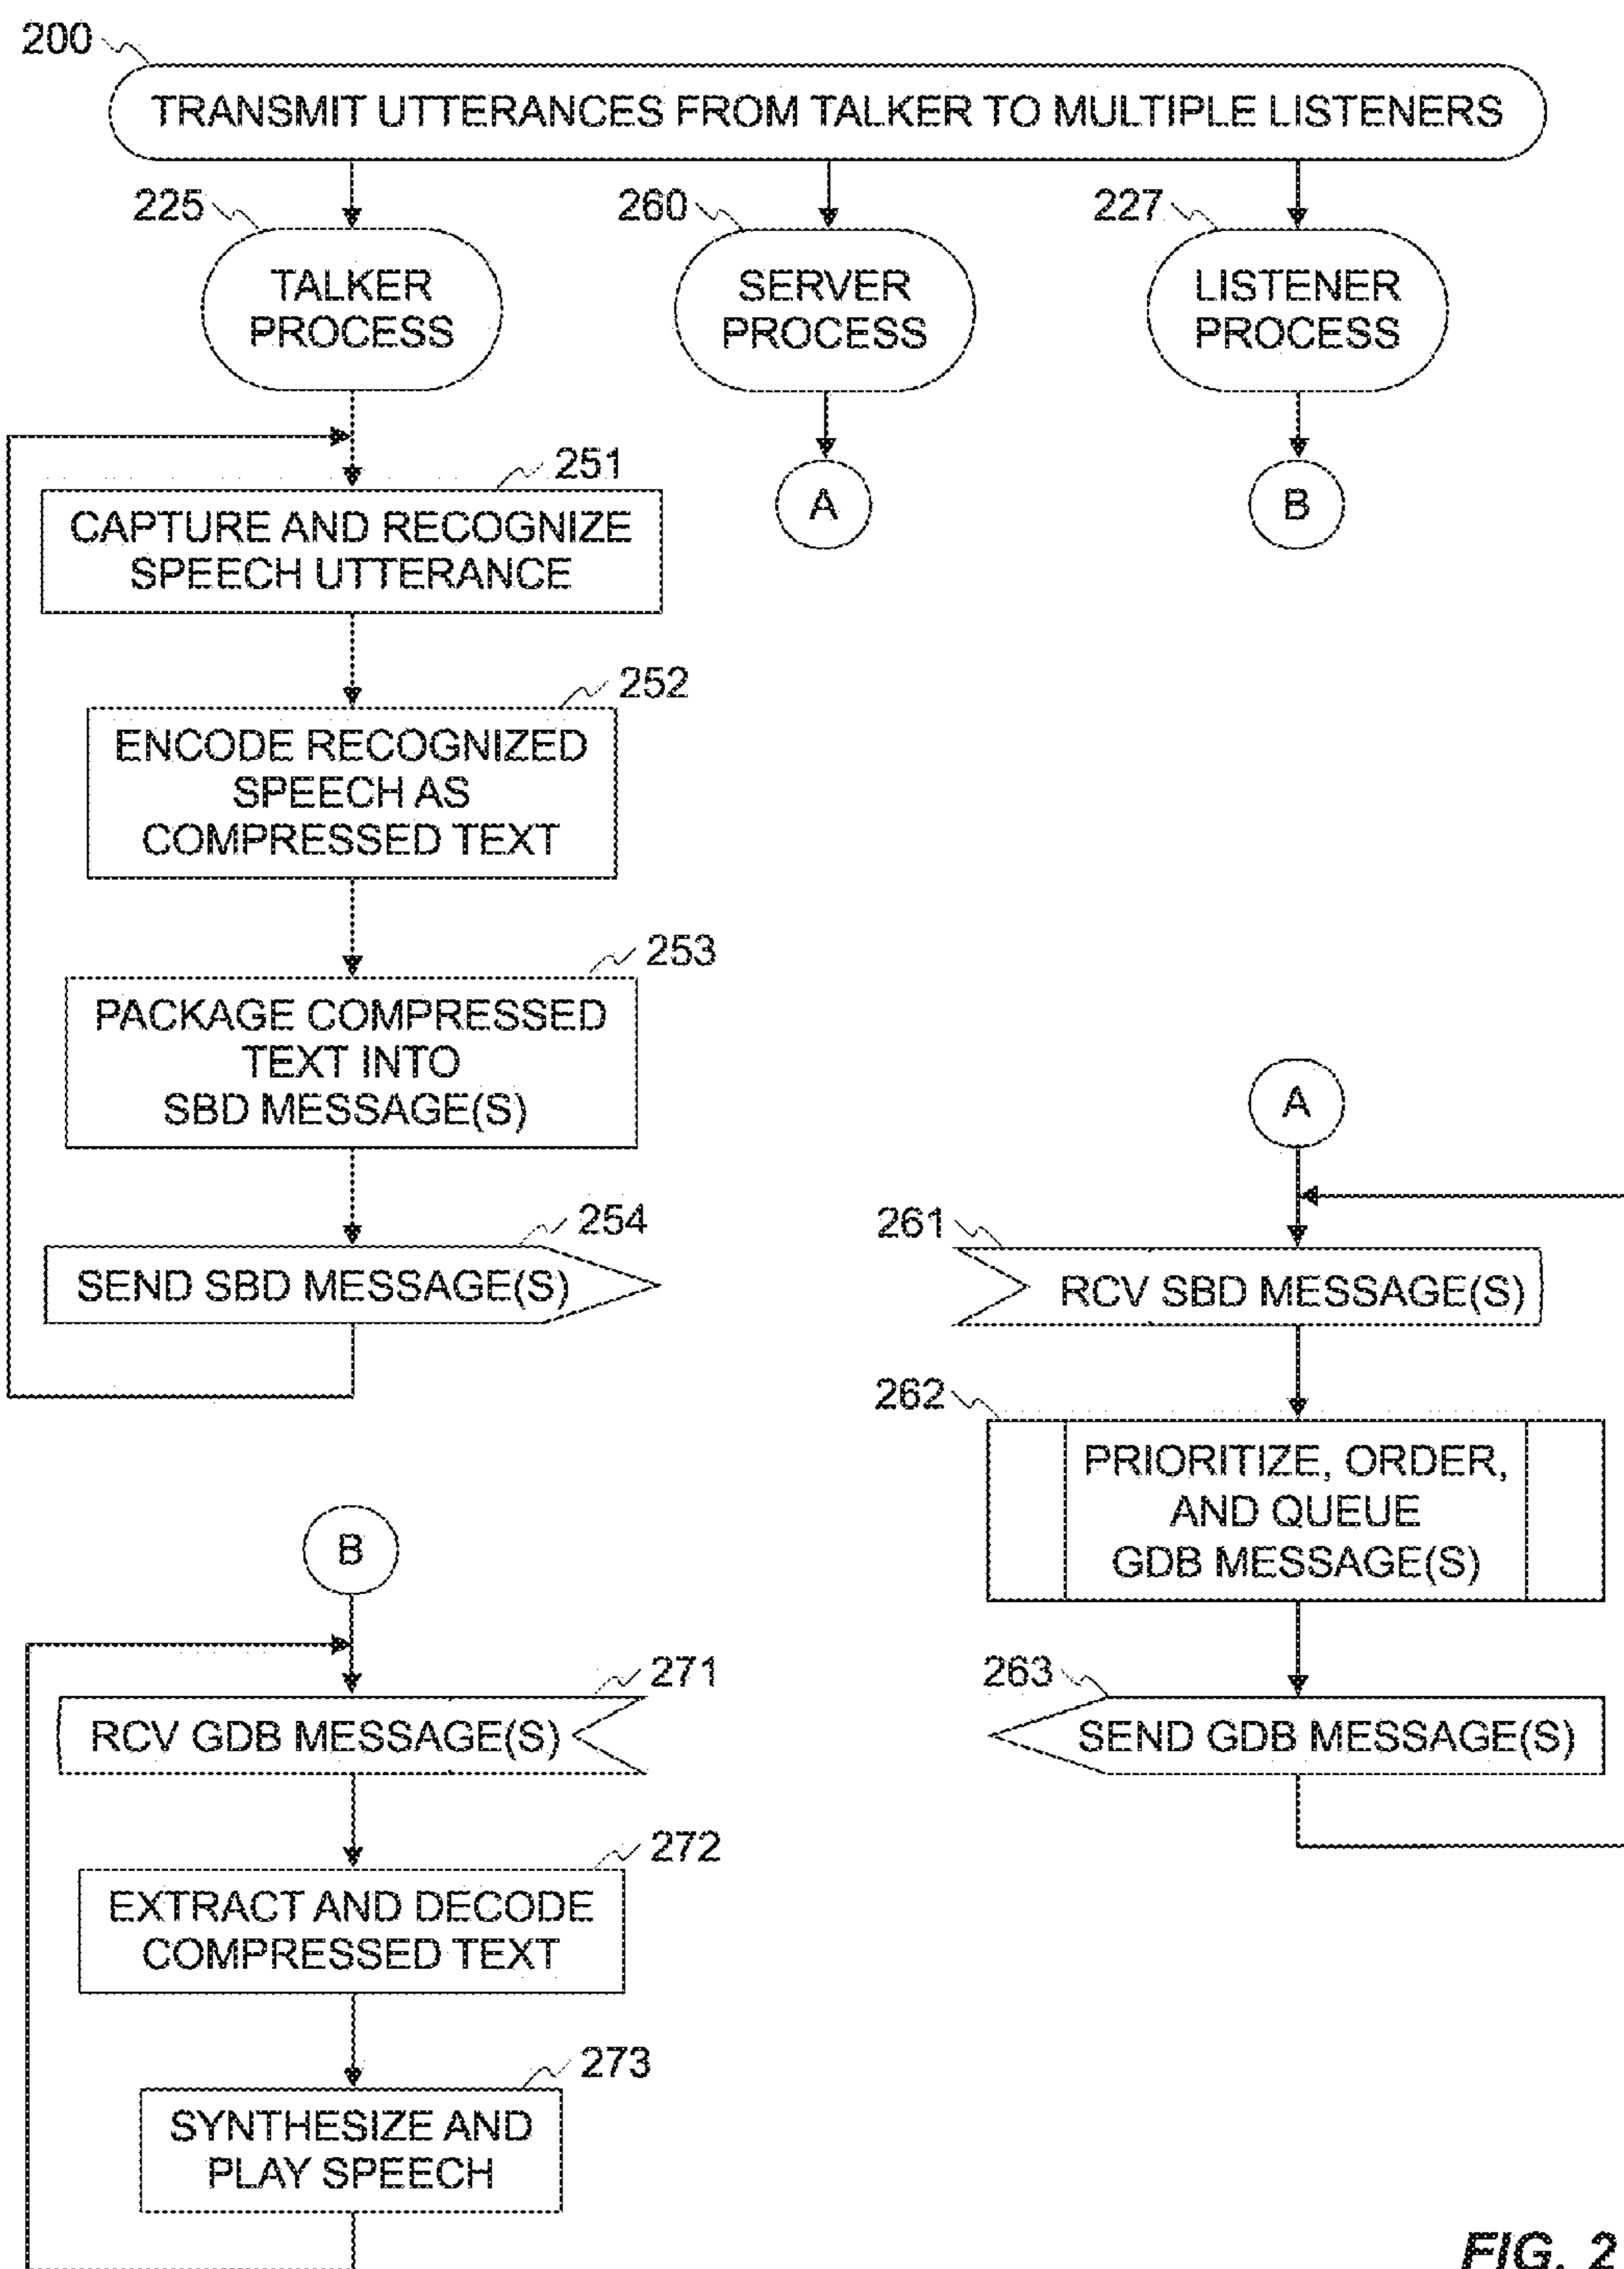 200
TRANSMIT UTTERANCES FROM TALKER TO MULTIPLE LISTENERS
225
TALKER
PROCESS
260
SERVER
PROCESS
227
LISTENER
PROCESS
A
B
251
CAPTURE AND RECOGNIZE
SPEECH UTTERANCE
252
ENCODE RECOGNIZED
SPEECH AS
COMPRESSED TEXT
253
PACKAGE COMPRESSED
TEXT INTO
SBD MESSAGE(S)
254
SEND SBD MESSAGE(S)
A
261
RCV SBD MESSAGE(S)
262
PRIORITIZE, ORDER,
AND QUEUE
GDB MESSAGE(S)
263
SEND GDB MESSAGE(S)
B
271
RCV GDB MESSAGE(S)
272
EXTRACT AND DECODE
COMPRESSED TEXT
273
SYNTHESIZE AND
PLAY SPEECH
FIG. 2